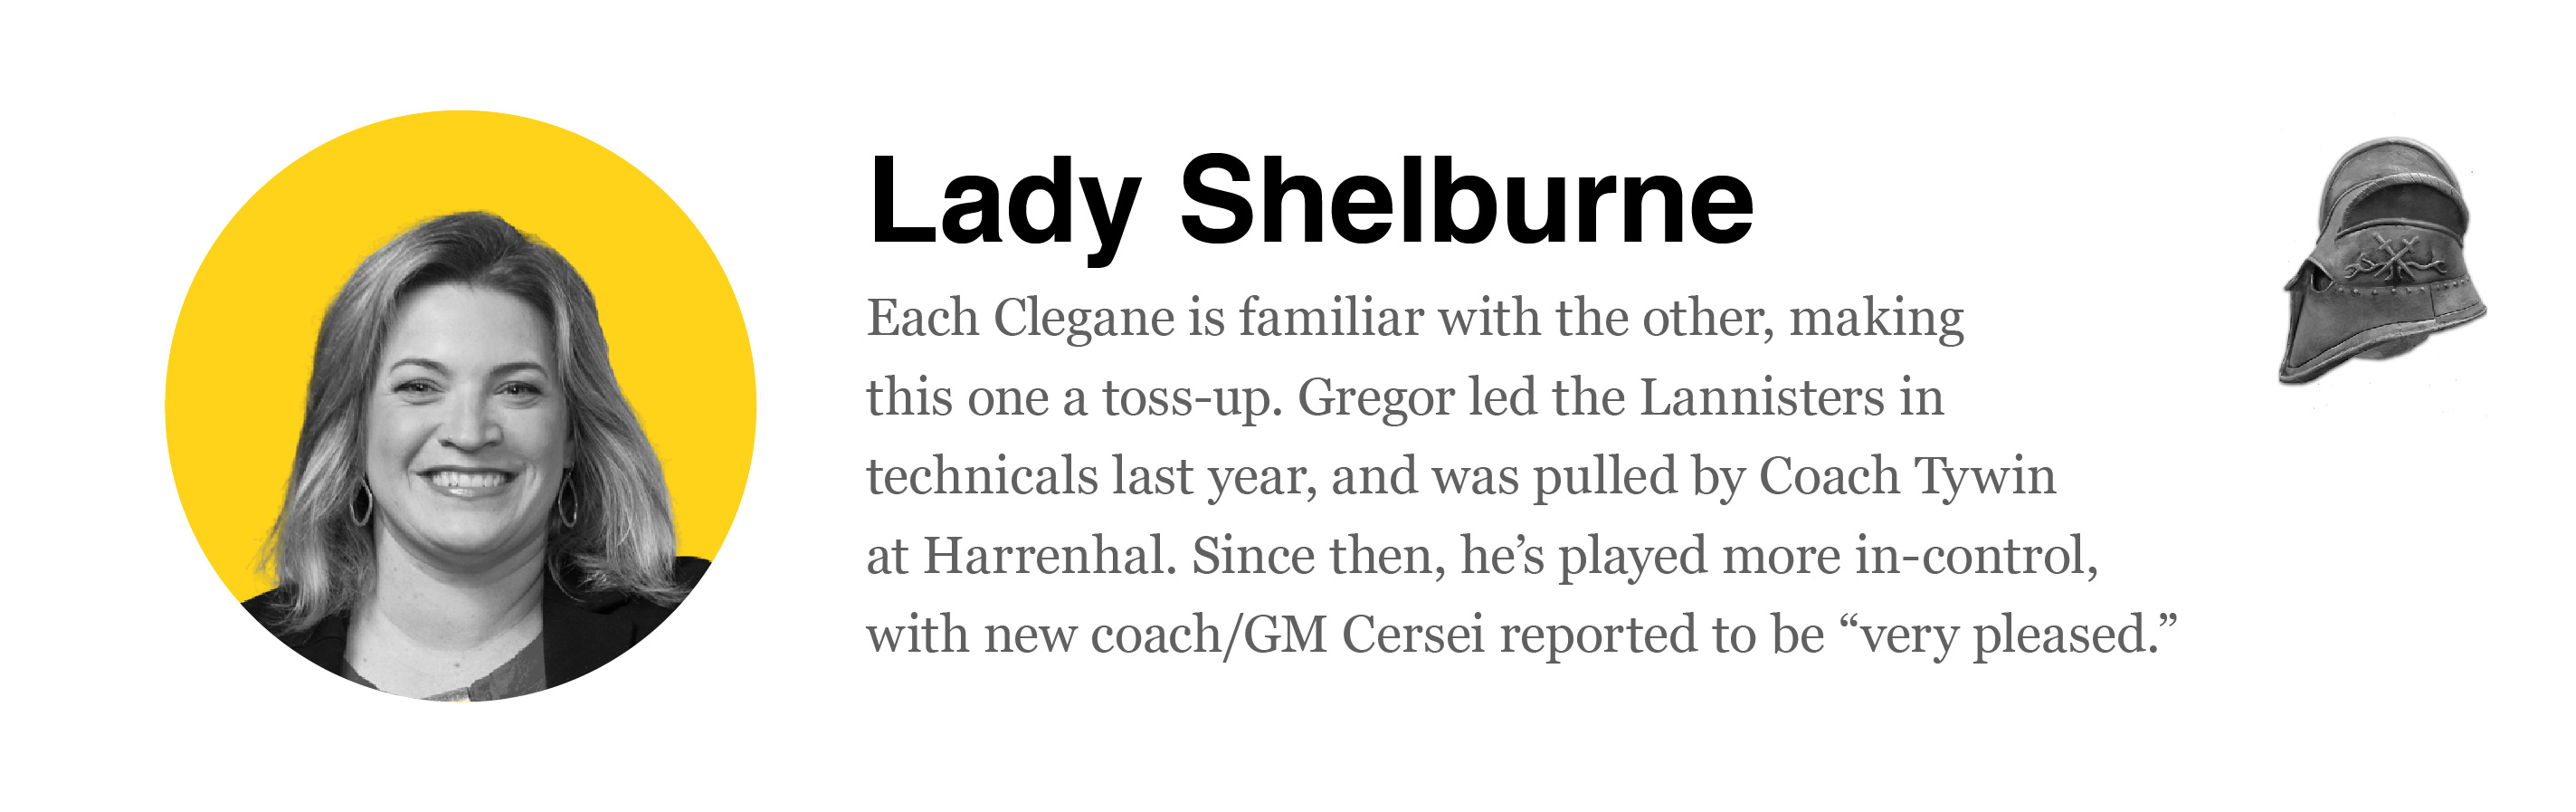 Lady Shelburne
Each Clegane is familiar with the other, making
this one a toss-up. Gregor led the Lannisters in
technicals last year, and was pulled by Coach Tywin
at Harrenhal. Since then, he’s played more in-control,
with new coach/GM Cersei reported to be “very pleased.”